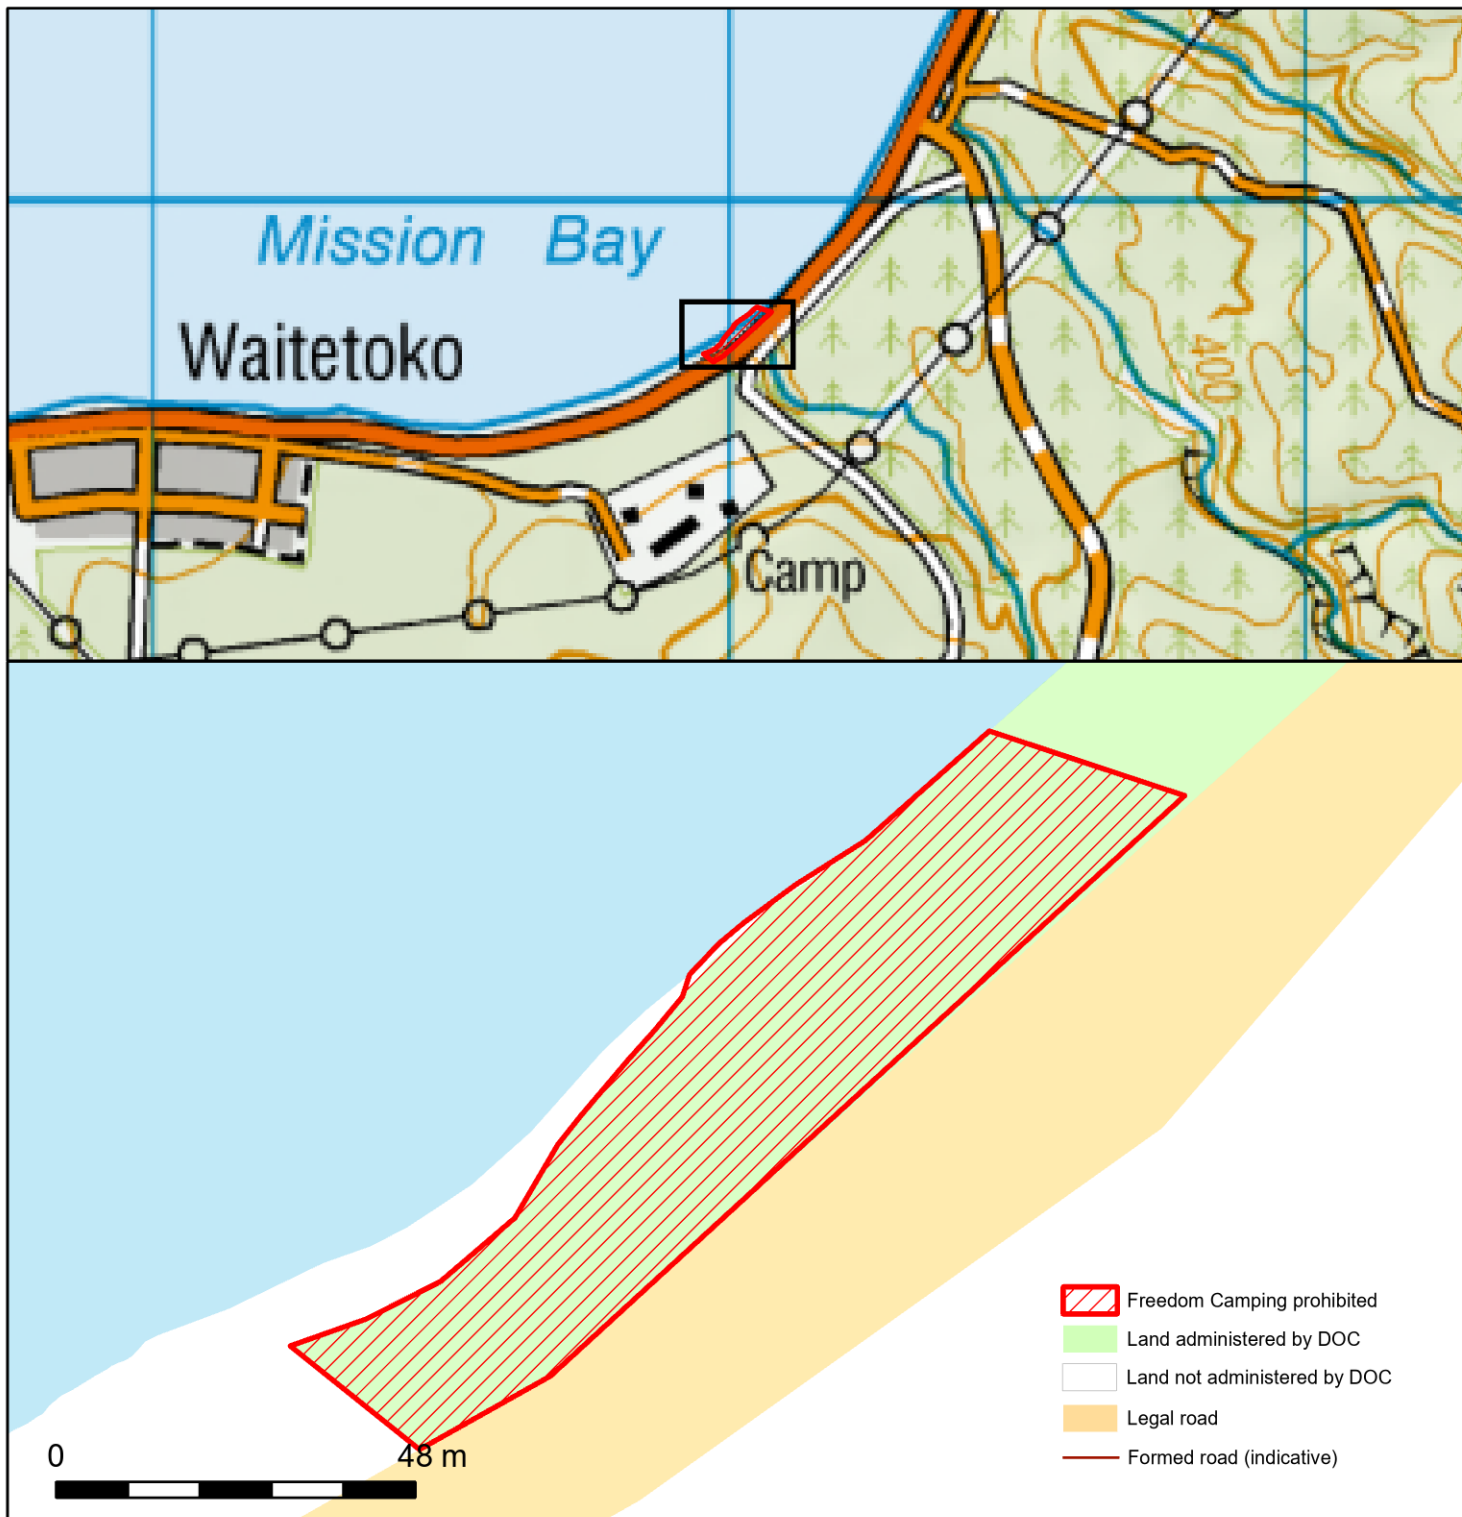 Mission Bay
Waitetoko
400
Camp
Freedom Camping prohibited
Land administered by DOC
Land not administered by DOC
Legal road
Formed road (indicative)
0 48 m